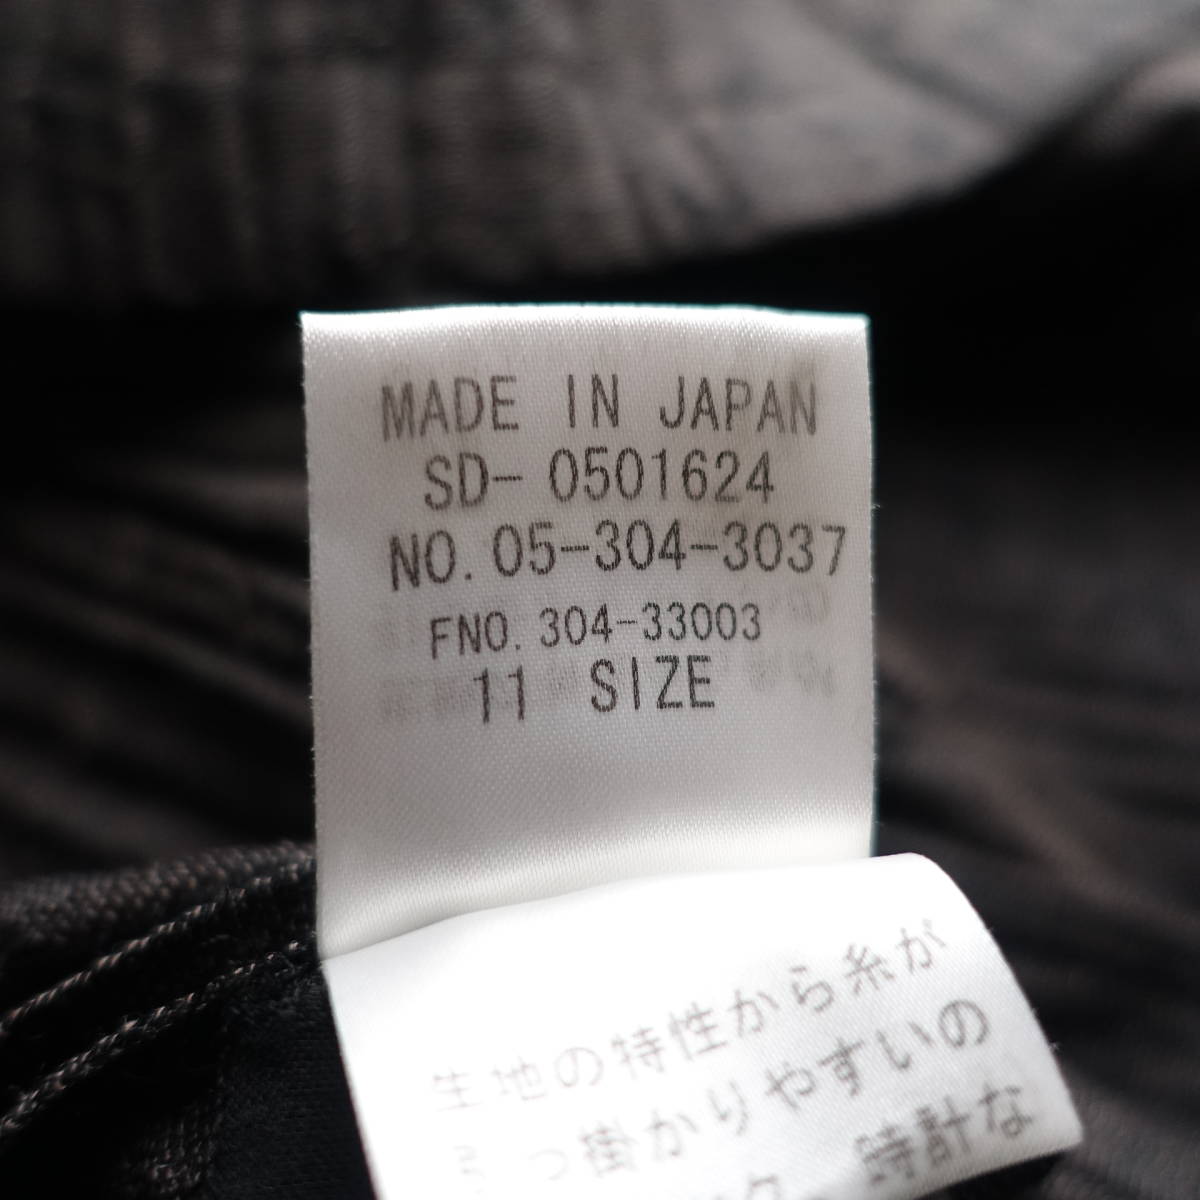 MADE IN JAPAN
SD- 0501624
NO. 05-304-3037
FNO. 304-33003
11 SIZE
生地の特性から糸が
引っ掛かりやすいの
時計な